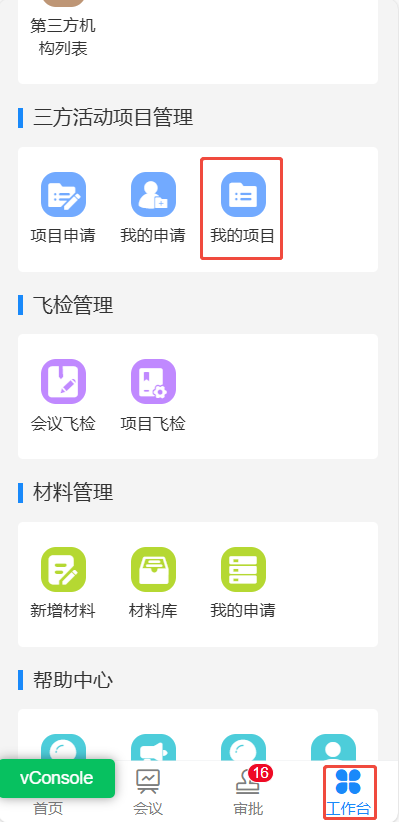 第三方机
构列表
三方活动项目管理
项目申请
我的申请
我的项目
飞检管理
会议飞检
项目飞检
材料管理
新增材料
材料库
我的申请
帮助中心
vConsole
16
首页
会议
审批
工作台